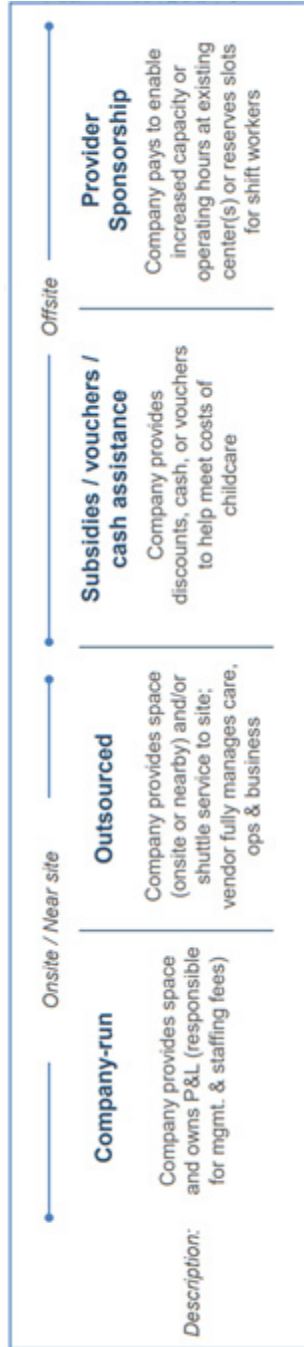 Onsite / Near site
Offsite
Company-run
Outsourced
Subsidies / vouchers /
cash assistance
Provider
Sponsorship
Description:
Company provides space
and owns P&L (responsible
for mgmt. & staffing fees)
Company provides space
(onsite or nearby) and/or
shuttle service to site;
vendor fully manages care,
ops & business
Company provides
discounts, cash, or vouchers
to help meet costs of
childcare
Company pays to enable
increased capacity or
operating hours at existing
center(s) or reserves slots
for shift workers